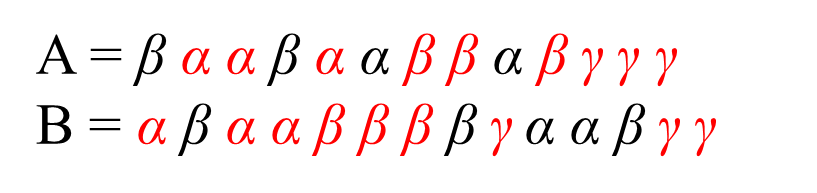 A = β α α β α α β β α β γ γ γ
B = α β α α β β β β γ α α β γ γ